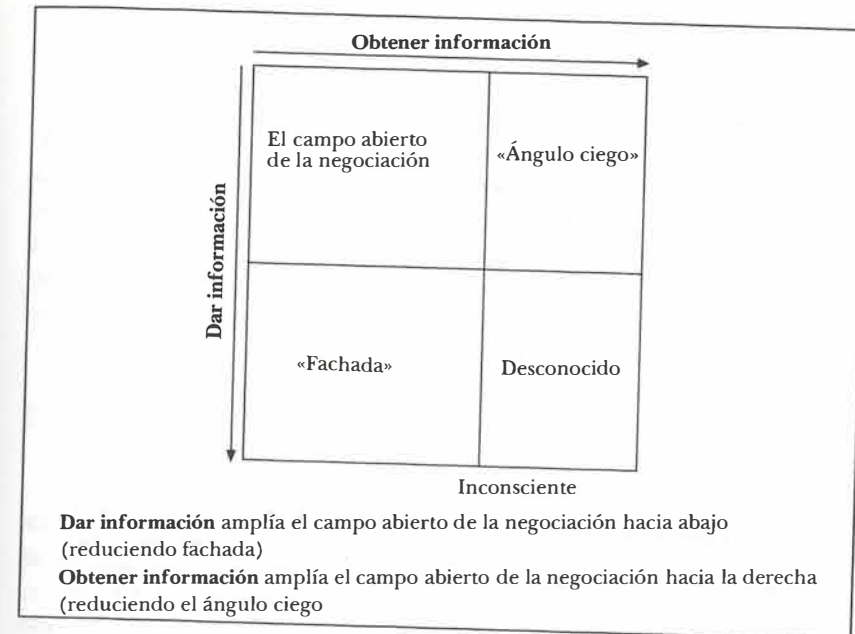 Obtener información
El campo abierto
de la negociación
«Ángulo ciego»
Dar información
«Fachada»
Desconocido
Inconsciente
Dar información amplía el campo abierto de la negociación hacia abajo
(reduciendo fachada)
Obtener información amplía el campo abierto de la negociación hacia la derecha
(reduciendo el ángulo ciego